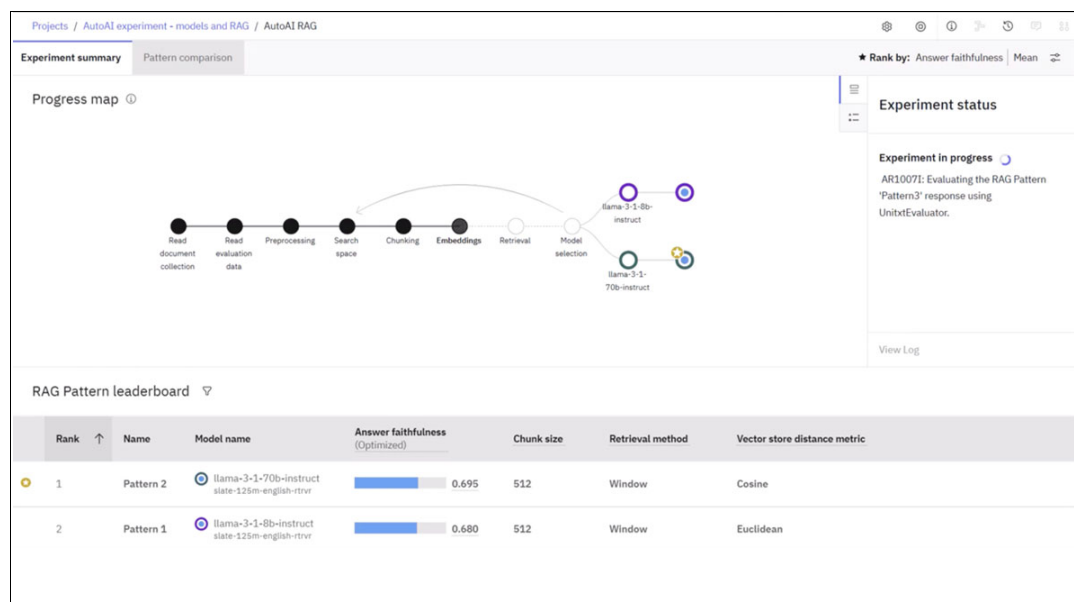 Projects / AutoAI experiment - models and RAG / AutoAI RAG
Experiment summary
Pattern comparison
★ Rank by: Answer faithfulness | Mean
Progress map
Experiment status
Experiment in progress
AR1007I: Evaluating the RAG Pattern
'Pattern3' response using
UnitxtEvaluator.
View Log
Read
document
collection
Read
evaluation
data
Preprocessing
Search
space
Chunking
Embeddings
Retrieval
Model
selection
llama-3-1-8b-
instruct
llama-3-1-
70b-instruct
RAG Pattern leaderboard
Rank ↑ Name Model name Answer faithfulness (Optimized) Chunk size Retrieval method Vector store distance metric
1 Pattern 2 llama-3-1-70b-instruct 0.695 512 Window Cosine
slate-125m-english-rtrvr
2 Pattern 1 llama-3-1-8b-instruct 0.680 512 Window Euclidean
slate-125m-english-rtrvr